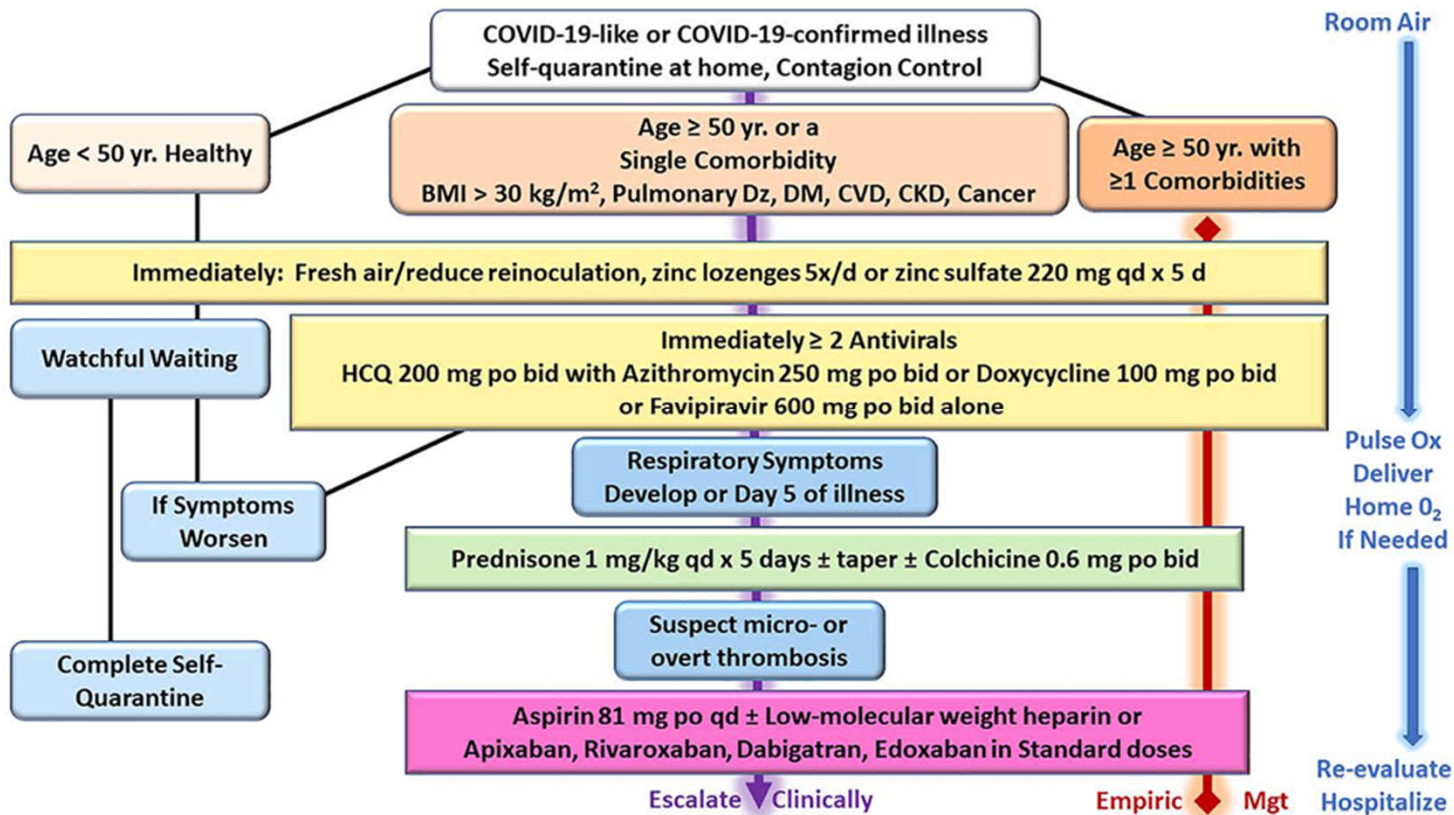 COVID-19-like or COVID-19-confirmed illness
Self-quarantine at home, Contagion Control
Room Air
Age < 50 yr. Healthy
Age ≥ 50 yr. or a
Single Comorbidity
BMI > 30 kg/m², Pulmonary Dz, DM, CVD, CKD, Cancer
Age ≥ 50 yr. with
≥1 Comorbidities
Immediately: Fresh air/reduce reinoculation, zinc lozenges 5x/d or zinc sulfate 220 mg qd x 5 d
Watchful Waiting
Immediately ≥ 2 Antivirals
HCQ 200 mg po bid with Azithromycin 250 mg po bid or Doxycycline 100 mg po bid
or Favipiravir 600 mg po bid alone
If Symptoms
Worsen
Respiratory Symptoms
Develop or Day 5 of illness
Pulse Ox
Deliver
Home 0₂
If Needed
Prednisone 1 mg/kg qd x 5 days ± taper ± Colchicine 0.6 mg po bid
Suspect micro- or
overt thrombosis
Complete Self-
Quarantine
Aspirin 81 mg po qd ± Low-molecular weight heparin or
Apixaban, Rivaroxaban, Dabigatran, Edoxaban in Standard doses
Escalate Clinically
Empiric Mgt
Re-evaluate
Hospitalize